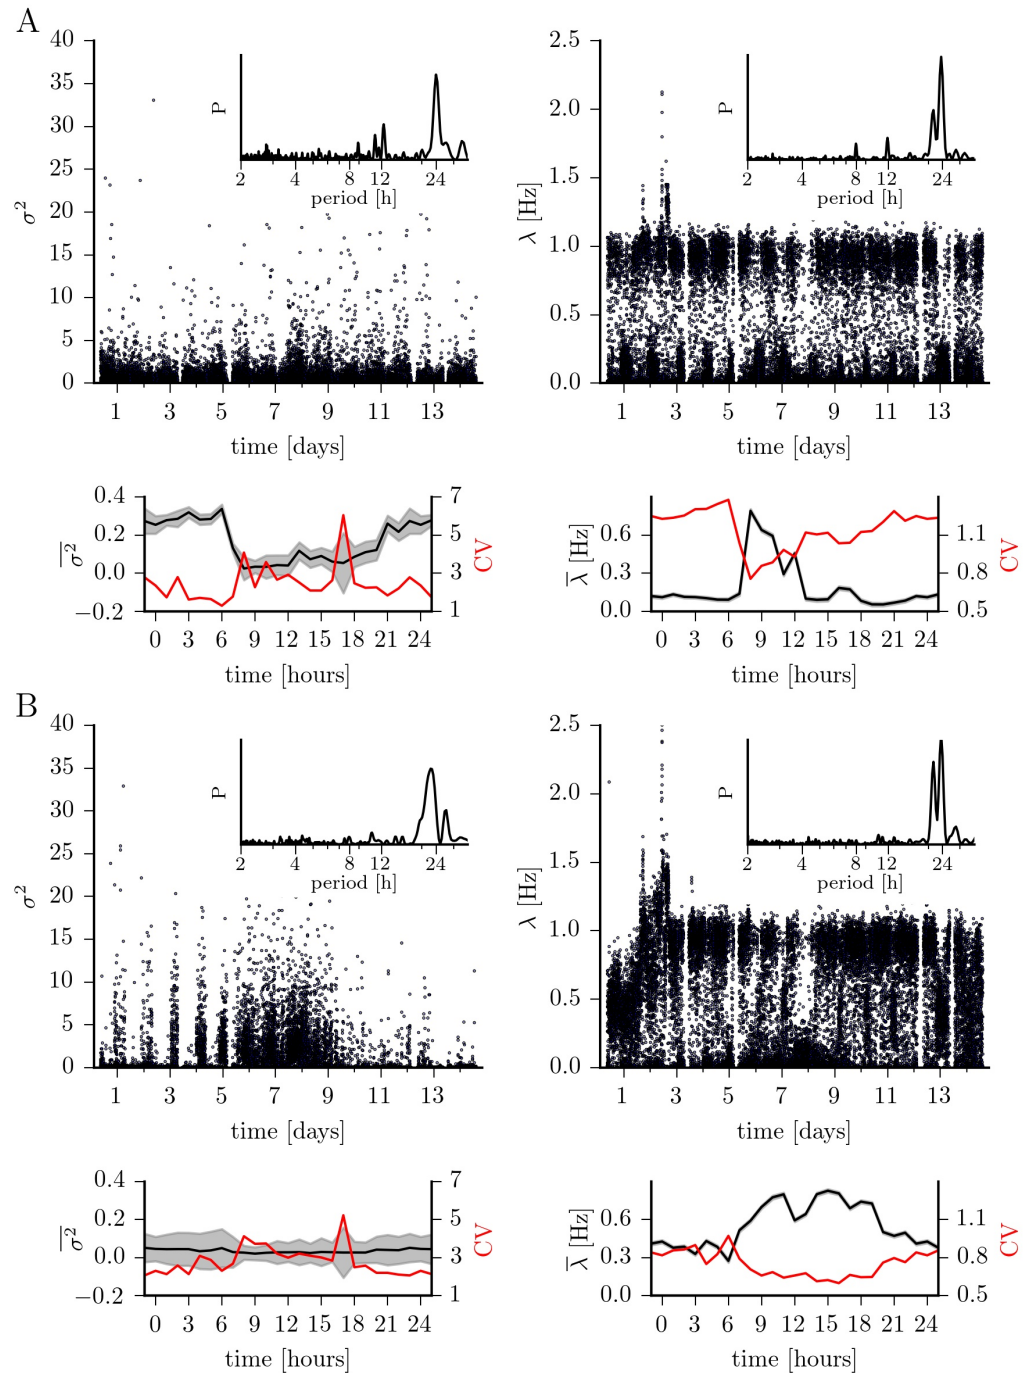 A
40
35
30
25
20
15
10
5
0
σ²
1 3 5 7 9 11 13
time [days]
P
2 4 8 12 24
period [h]
2.5
2.0
1.5
1.0
0.5
0.0
λ [Hz]
1 3 5 7 9 11 13
time [days]
P
2 4 8 12 24
period [h]
0.4
0.2
0.0
−0.2
σ²
7
5
3
1
CV
0 3 6 9 12 15 18 21 24
time [hours]
0.6
0.3
0.0
λ [Hz]
1.1
0.8
0.5
CV
0 3 6 9 12 15 18 21 24
time [hours]
B
40
35
30
25
20
15
10
5
0
σ²
1 3 5 7 9 11 13
time [days]
P
2 4 8 12 24
period [h]
2.5
2.0
1.5
1.0
0.5
0.0
λ [Hz]
1 3 5 7 9 11 13
time [days]
P
2 4 8 12 24
period [h]
0.4
0.2
0.0
−0.2
σ²
7
5
3
1
CV
0 3 6 9 12 15 18 21 24
time [hours]
0.6
0.3
0.0
λ [Hz]
1.1
0.8
0.5
CV
0 3 6 9 12 15 18 21 24
time [hours]